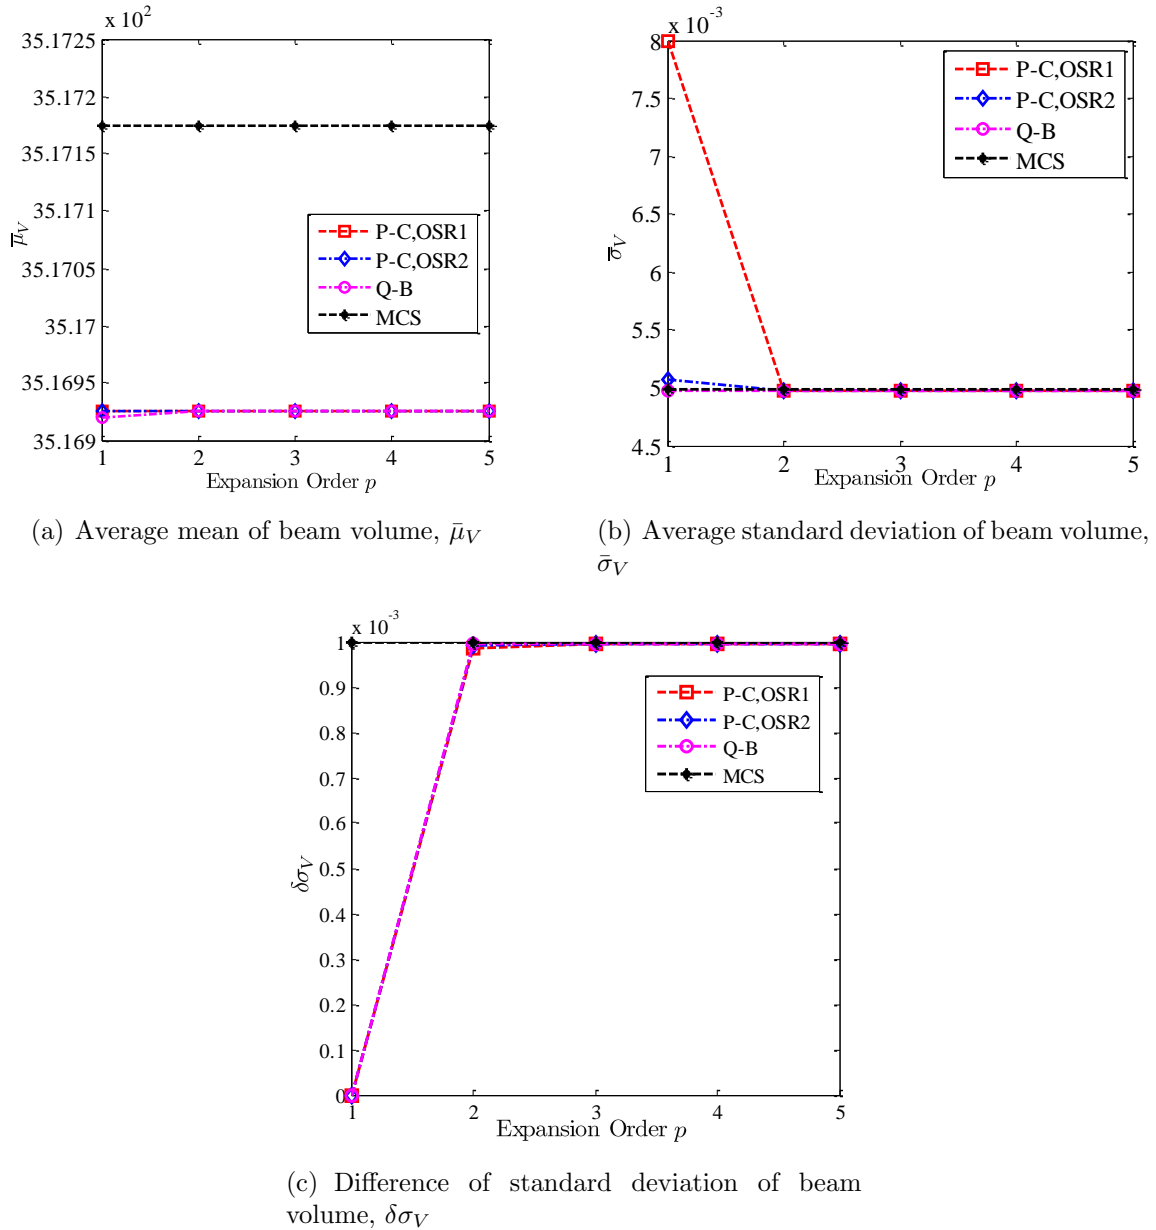 x 10²
35.1725
35.172
35.1715
35.171
35.1705
35.17
35.1695
35.169
μ̅_V
P-C,OSR1
P-C,OSR2
Q-B
MCS
1 2 3 4 5
Expansion Order p
(a) Average mean of beam volume, μ̄_V
x 10⁻³
8
7.5
7
6.5
6
5.5
5
4.5
σ̅_V
P-C,OSR1
P-C,OSR2
Q-B
MCS
1 2 3 4 5
Expansion Order p
(b) Average standard deviation of beam volume,
σ̄_V
x 10⁻³
1
0.9
0.8
0.7
0.6
0.5
0.4
0.3
0.2
0.1
0
δσ_V
P-C,OSR1
P-C,OSR2
Q-B
MCS
1 2 3 4 5
Expansion Order p
(c) Difference of standard deviation of beam
volume, δσ_V